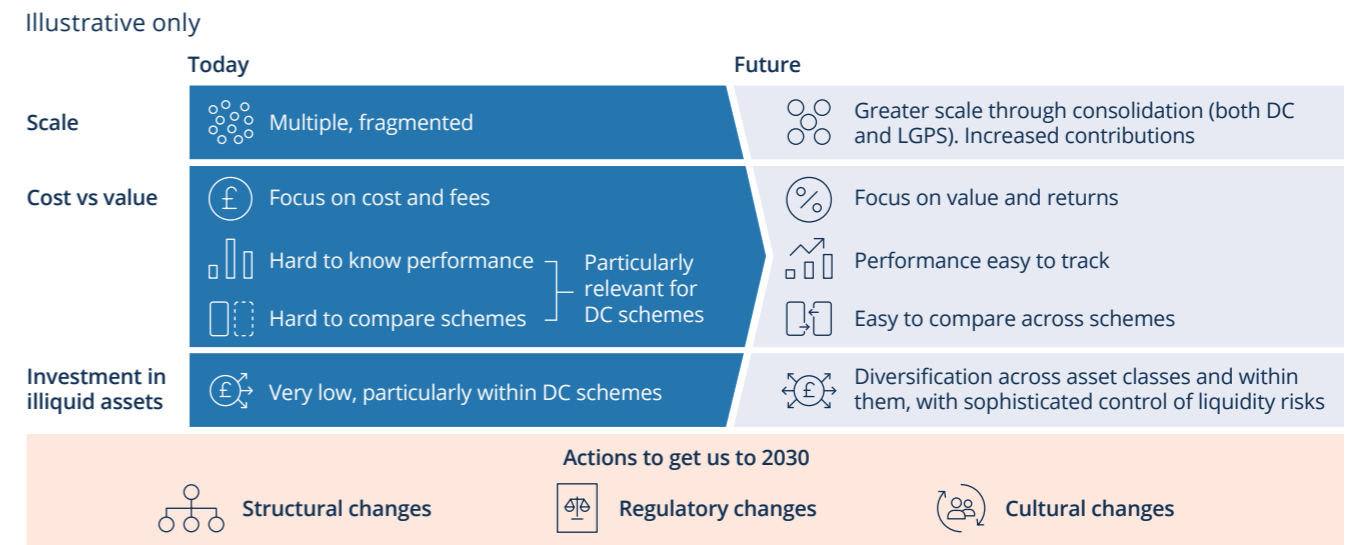 Illustrative only
Today
Future
Scale
Multiple, fragmented
Greater scale through consolidation (both DC
and LGPS). Increased contributions
Cost vs value
£
Focus on cost and fees
%
Focus on value and returns
Hard to know performance
Particularly
relevant for
DC schemes
Performance easy to track
Hard to compare schemes
Easy to compare across schemes
Investment in
illiquid assets
£
Very low, particularly within DC schemes
£
Diversification across asset classes and within
them, with sophisticated control of liquidity risks
Actions to get us to 2030
Structural changes
Regulatory changes
Cultural changes